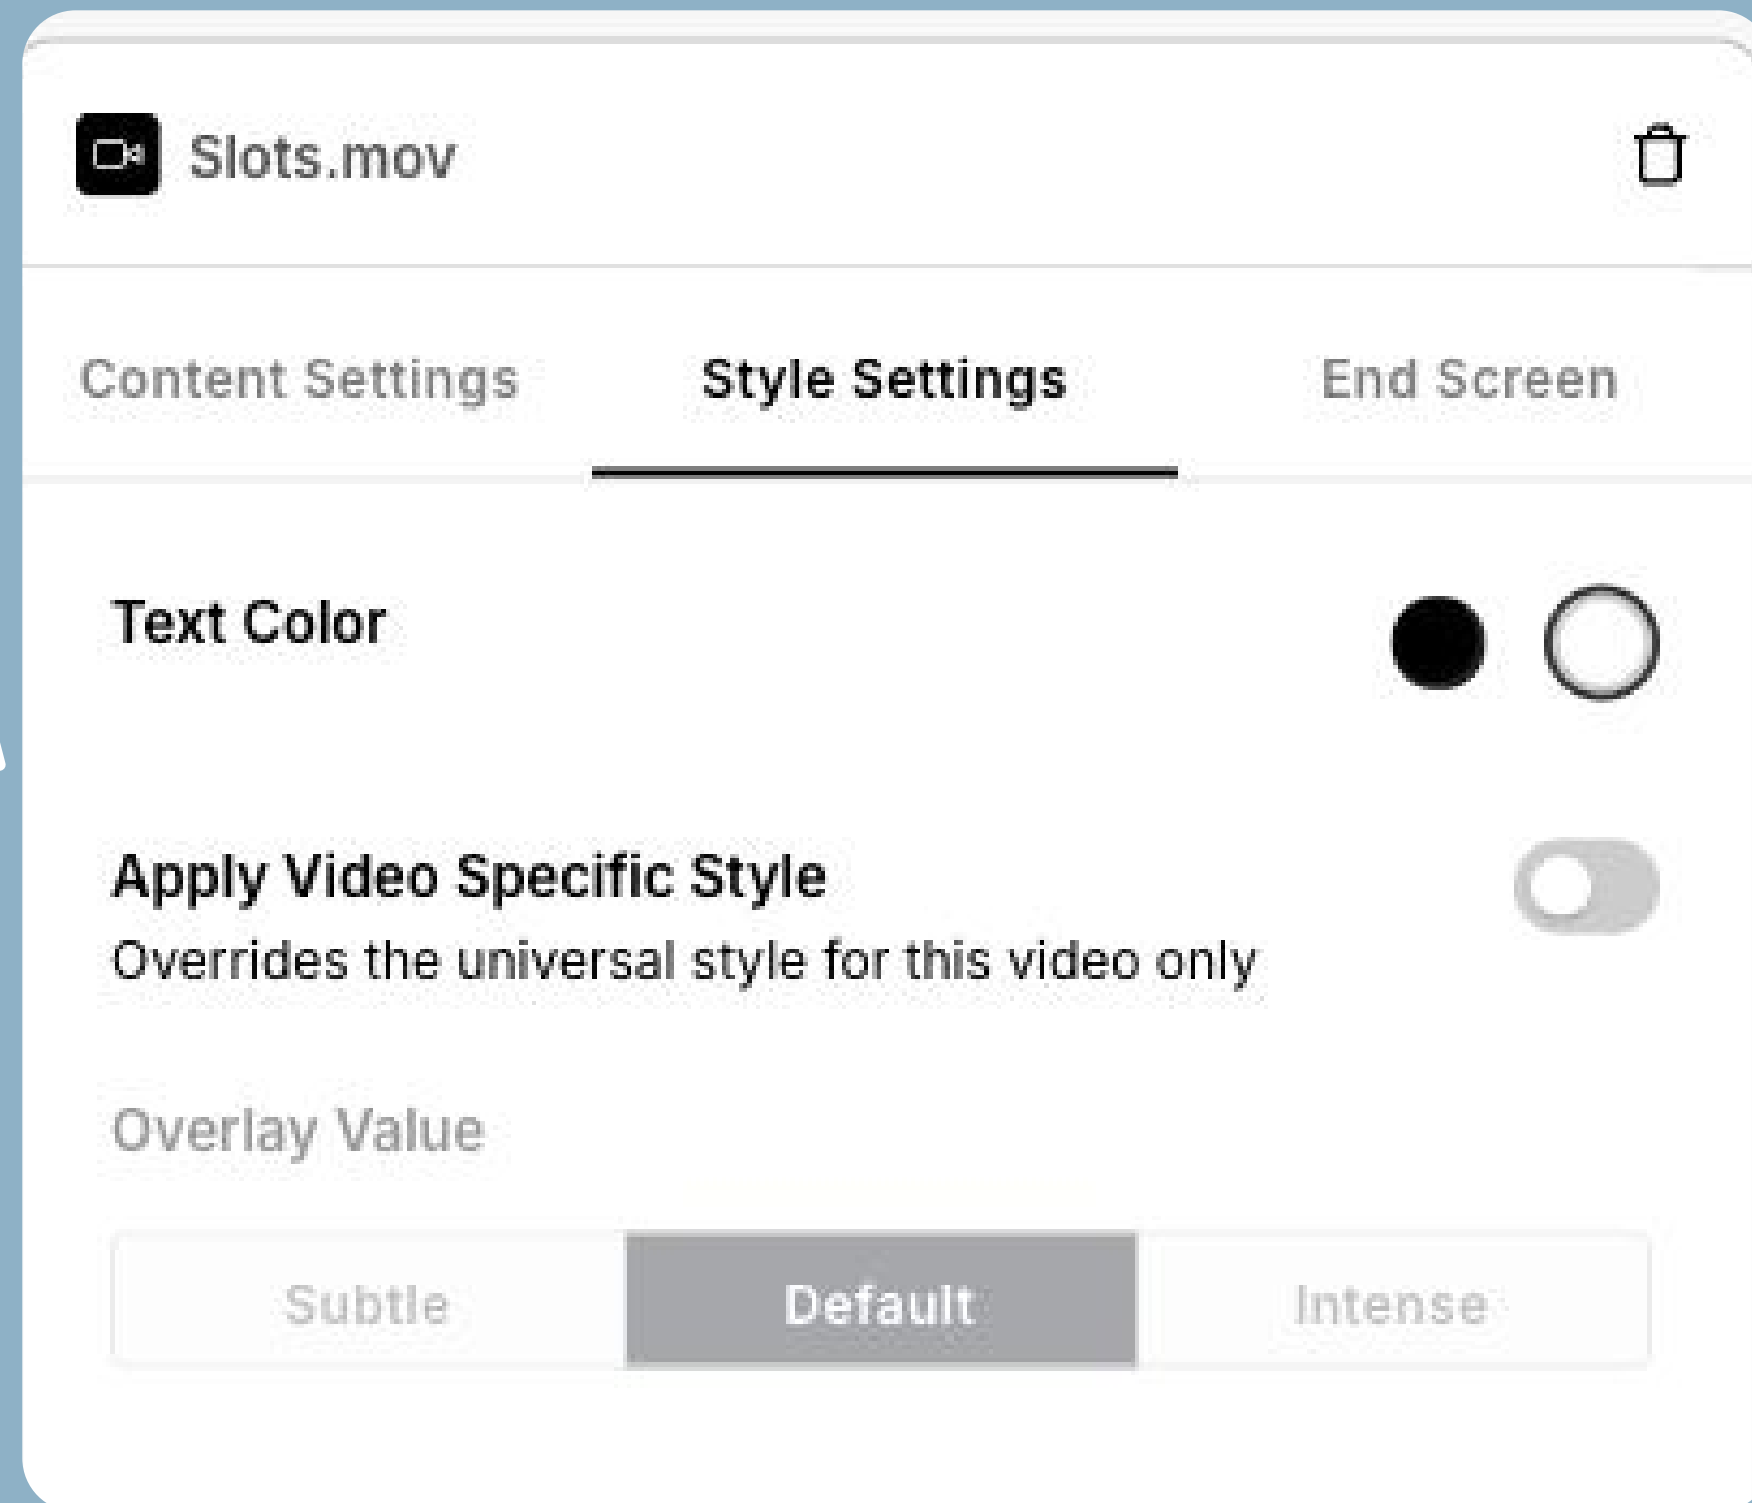 Slots.mov
Content Settings
Style Settings
End Screen
Text Color
Apply Video Specific Style
Overrides the universal style for this video only
Overlay Value
Subtle
Default
Intense